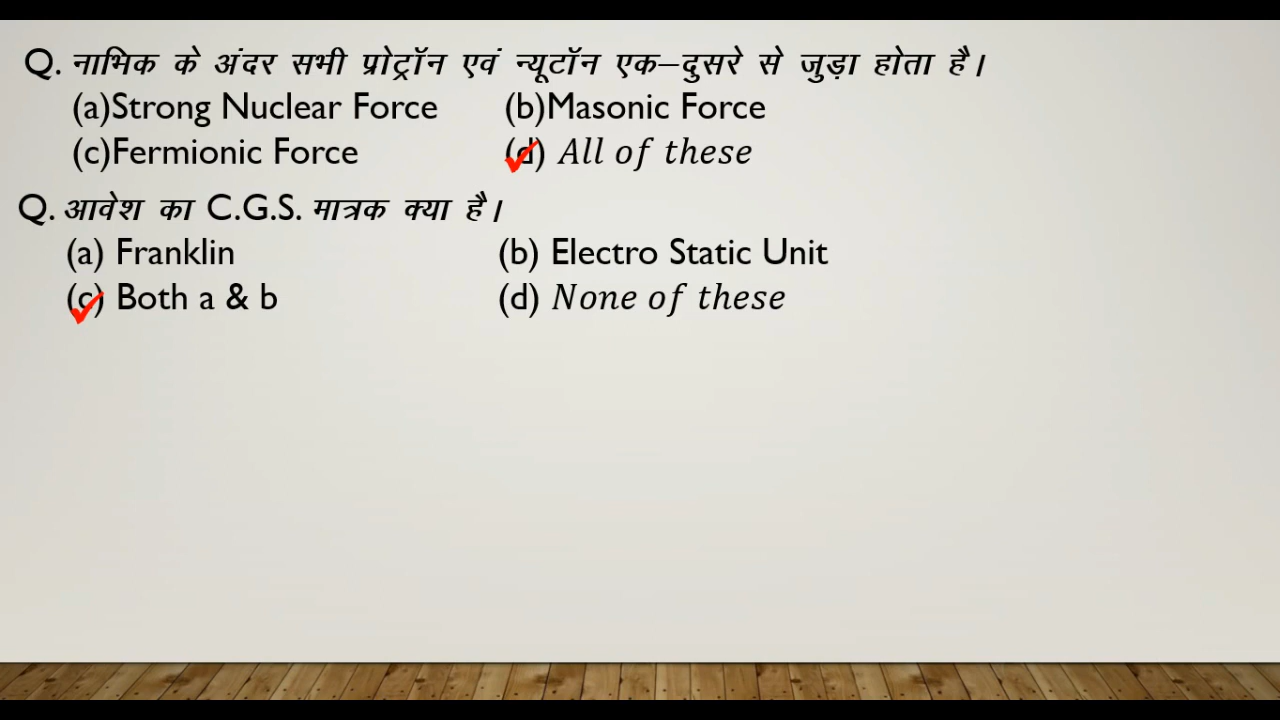 Q. नाभिक के अंदर सभी प्रोट्रॉन एवं न्यूटॉन एक–दुसरे से जुड़ा होता है।
(a)Strong Nuclear Force (b)Masonic Force
(c)Fermionic Force (d) All of these
Q. आवेश का C.G.S. मात्रक क्या है।
(a) Franklin (b) Electro Static Unit
(c) Both a & b (d) None of these